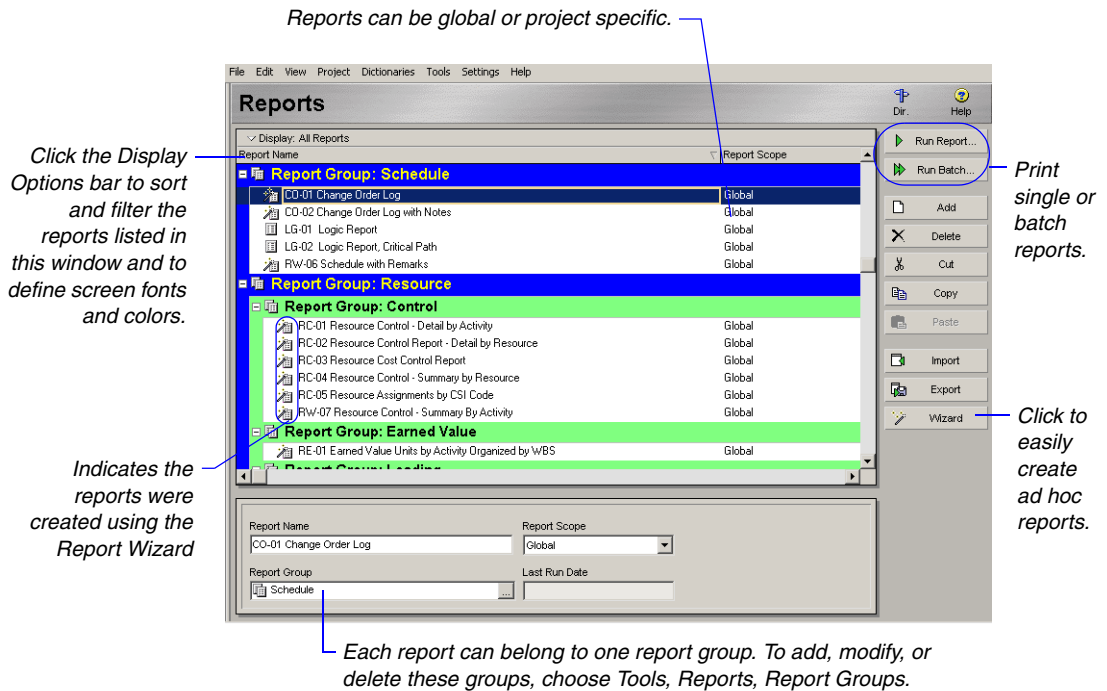 Reports can be global or project specific.
File Edit View Project Dictionaries Tools Settings Help
Reports
Dir.
Help
Display: All Reports
Report Name
Report Scope
Report Group: Schedule
CO-01 Change Order Log Global
CO-02 Change Order Log with Notes Global
LG-01 Logic Report Global
LG-02 Logic Report, Critical Path Global
RW-06 Schedule with Remarks Global
Report Group: Resource
Report Group: Control
RC-01 Resource Control - Detail by Activity Global
RC-02 Resource Control Report - Detail by Resource Global
RC-03 Resource Cost Control Report Global
RC-04 Resource Control - Summary by Resource Global
RC-05 Resource Assignments by CSI Code Global
RW-07 Resource Control - Summary By Activity Global
Report Group: Earned Value
RE-01 Earned Value Units by Activity Organized by WBS Global
Report Group: Loading
Run Report...
Run Batch...
Add
Delete
Cut
Copy
Paste
Import
Export
Wizard
Report Name
CO-01 Change Order Log
Report Scope
Global
Report Group
Schedule
...
Last Run Date
Click the Display
Options bar to sort
and filter the
reports listed in
this window and to
define screen fonts
and colors.
Indicates the
reports were
created using the
Report Wizard
Print
single or
batch
reports.
Click to
easily
create
ad hoc
reports.
Each report can belong to one report group. To add, modify, or
delete these groups, choose Tools, Reports, Report Groups.